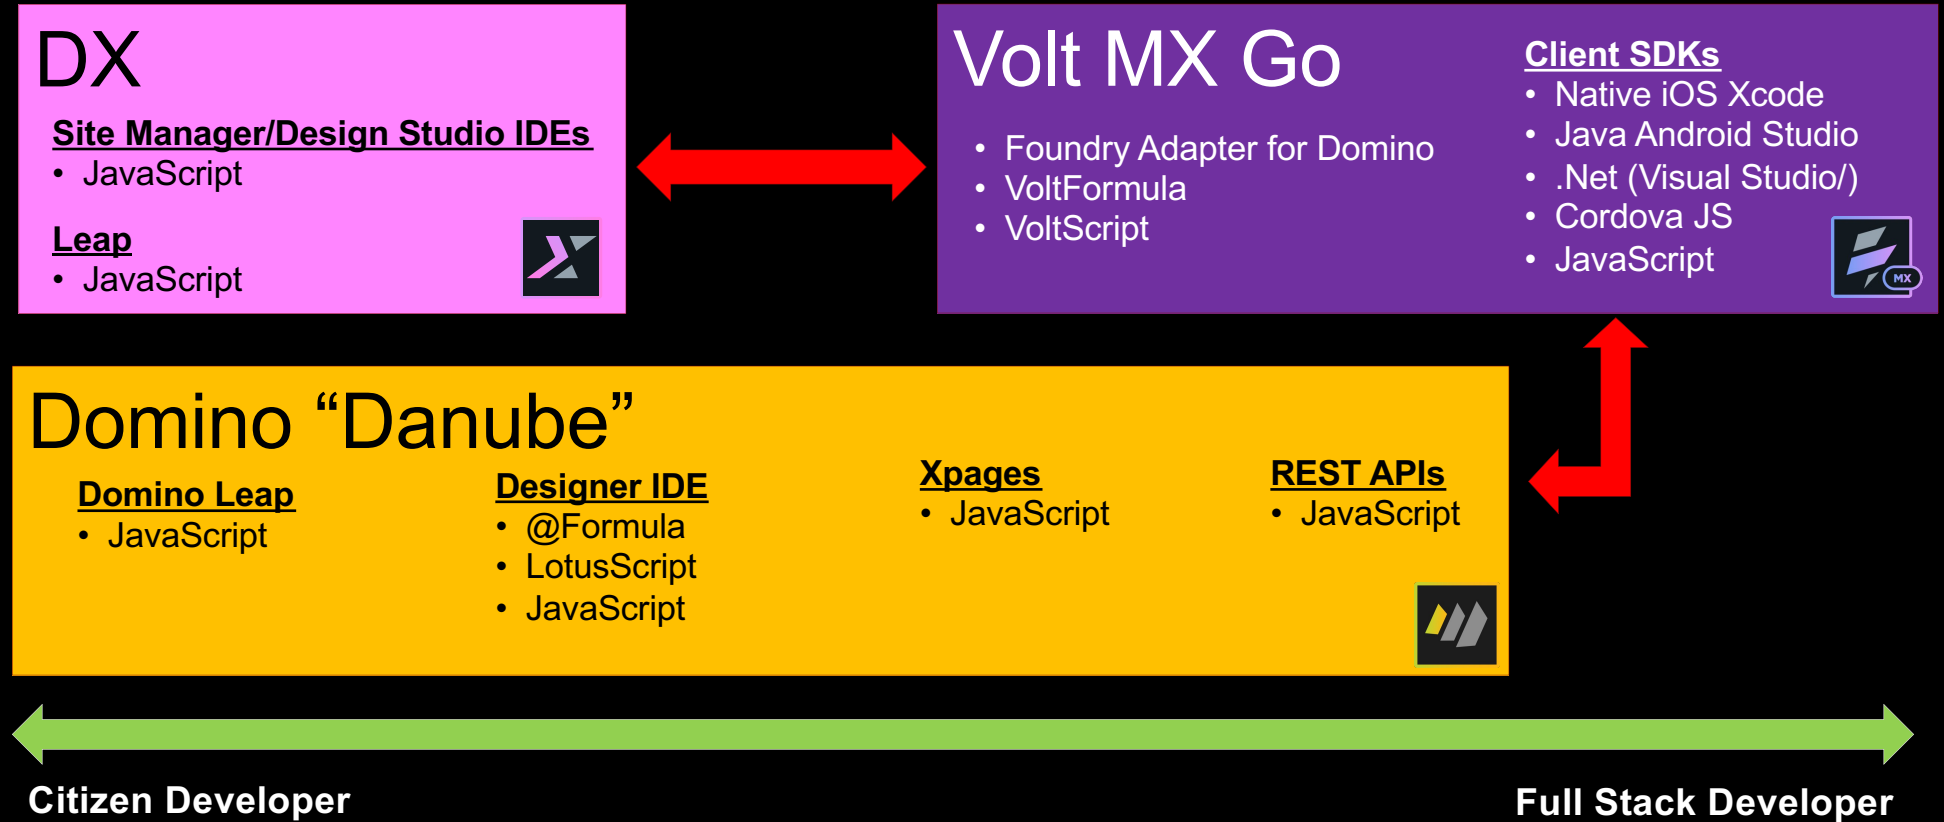 DX
Site Manager/Design Studio IDEs
• JavaScript
Leap
• JavaScript
Volt MX Go
• Foundry Adapter for Domino
• VoltFormula
• VoltScript
Client SDKs
• Native iOS Xcode
• Java Android Studio
• .Net (Visual Studio/)
• Cordova JS
• JavaScript
MX
Domino “Danube”
Domino Leap
• JavaScript
Designer IDE
• @Formula
• LotusScript
• JavaScript
Xpages
• JavaScript
REST APIs
• JavaScript
Citizen Developer
Full Stack Developer